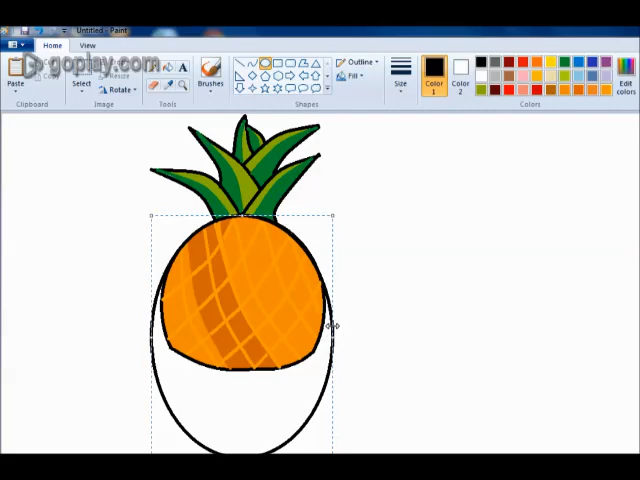 Untitled - Paint
Home View
goplay.com
Paste
Copy
Select
Resize
Rotate
Brushes
A
Outline
Fill
Size
Color 1
Color 2
Edit colors
Clipboard Image Tools Shapes Colors